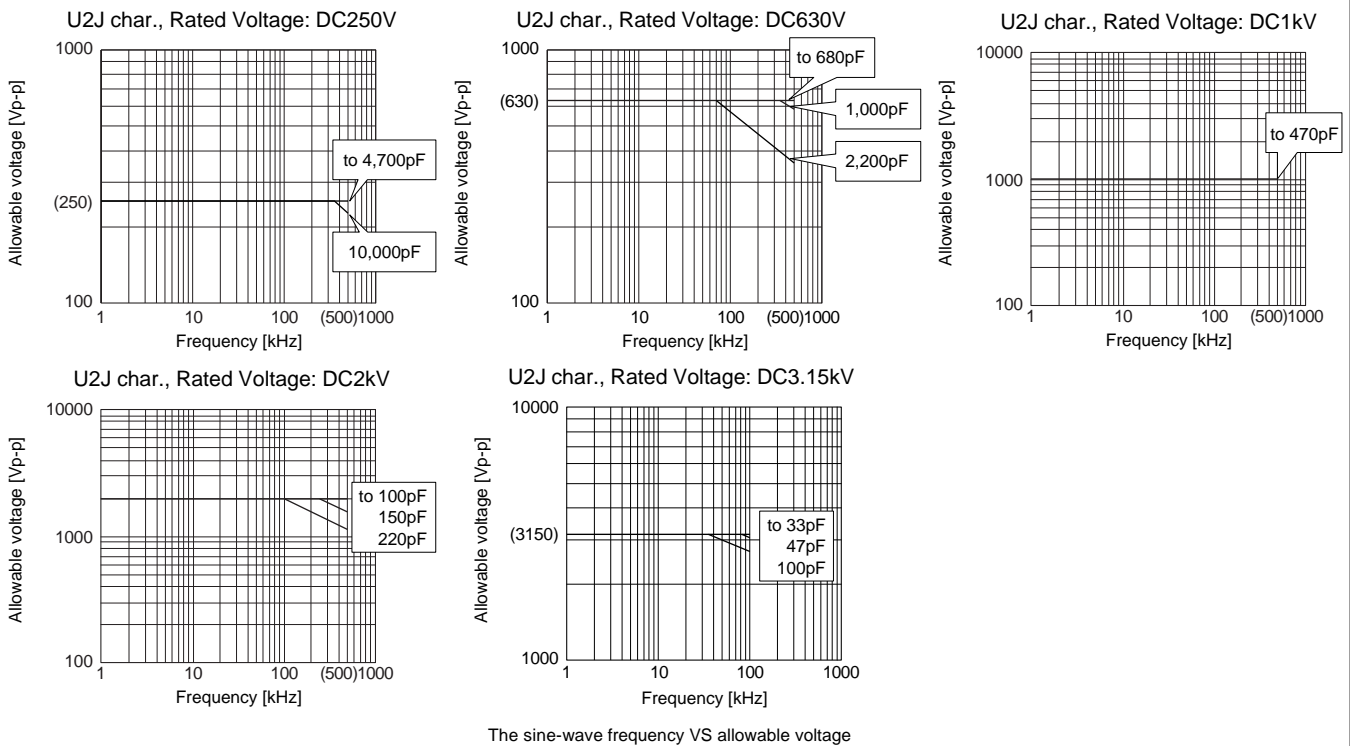 U2J char., Rated Voltage: DC250V
Allowable voltage [Vp-p]
1000
(250)
100
to 4,700pF
10,000pF
1 10 100 (500)1000
Frequency [kHz]
U2J char., Rated Voltage: DC630V
Allowable voltage [Vp-p]
1000
(630)
100
to 680pF
1,000pF
2,200pF
1 10 100 (500)1000
Frequency [kHz]
U2J char., Rated Voltage: DC1kV
Allowable voltage [Vp-p]
10000
1000
100
to 470pF
1 10 100 (500)1000
Frequency [kHz]
U2J char., Rated Voltage: DC2kV
Allowable voltage [Vp-p]
10000
1000
100
to 100pF
150pF
220pF
1 10 100 (500)1000
Frequency [kHz]
U2J char., Rated Voltage: DC3.15kV
Allowable voltage [Vp-p]
10000
(3150)
1000
to 33pF
47pF
100pF
1 10 100 1000
Frequency [kHz]
The sine-wave frequency VS allowable voltage